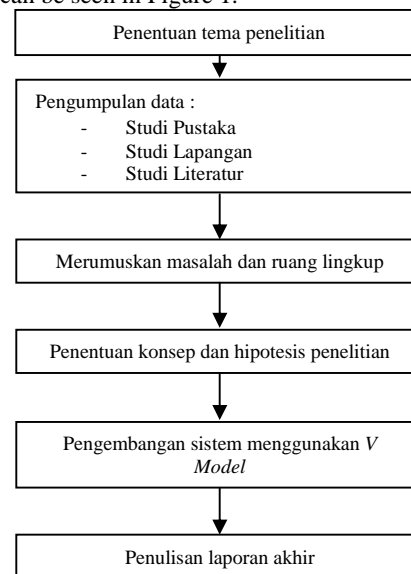 can be seen in Figure 1.
Penentuan tema penelitian
Pengumpulan data :
- Studi Pustaka
- Studi Lapangan
- Studi Literatur
Merumuskan masalah dan ruang lingkup
Penentuan konsep dan hipotesis penelitian
Pengembangan sistem menggunakan V
Model
Penulisan laporan akhir